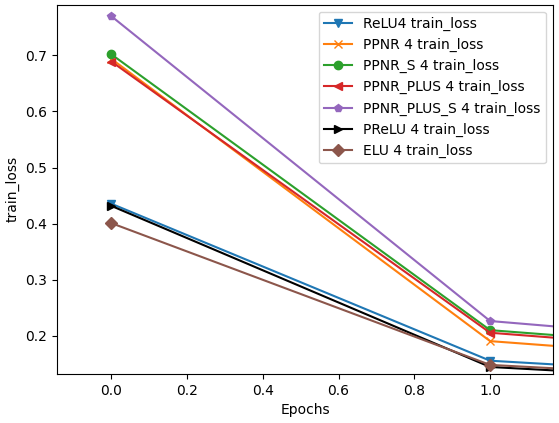 ReLU4 train_loss
PPNR 4 train_loss
PPNR_S 4 train_loss
PPNR_PLUS 4 train_loss
PPNR_PLUS_S 4 train_loss
PReLU 4 train_loss
ELU 4 train_loss
train_loss
0.7
0.6
0.5
0.4
0.3
0.2
0.0 0.2 0.4 0.6 0.8 1.0
Epochs